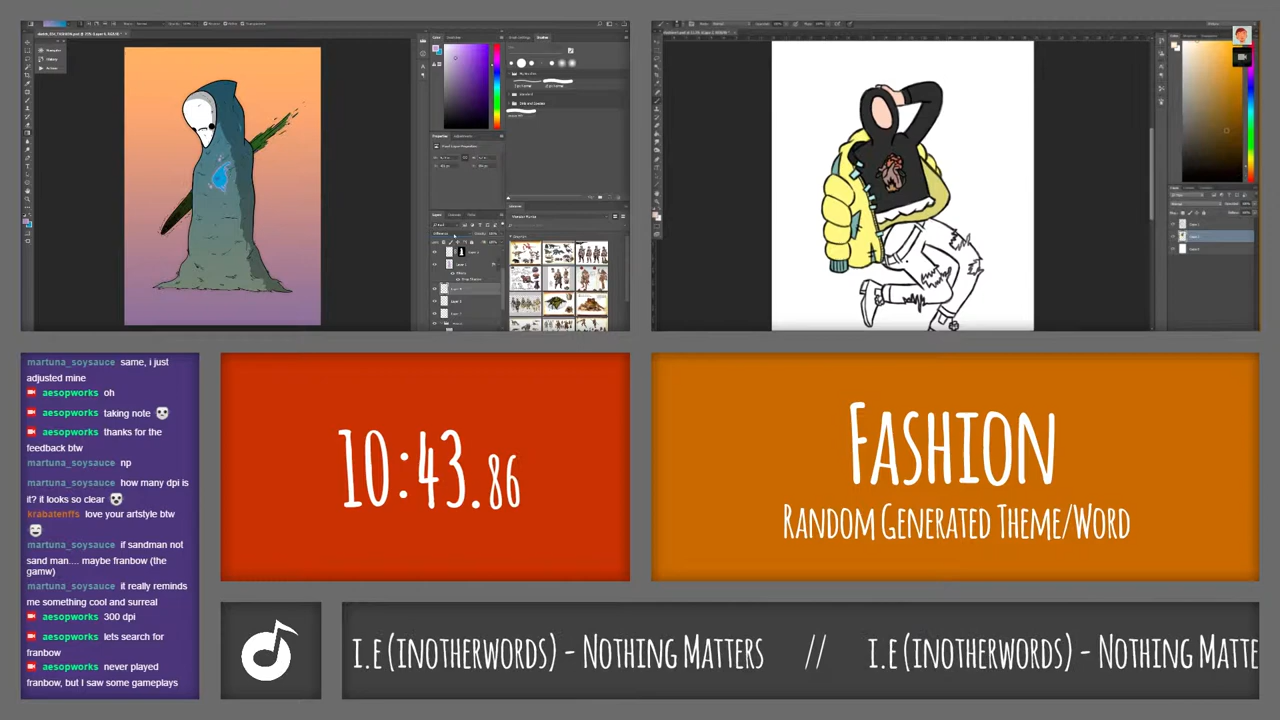 martuna_soysauce same, i just
adjusted mine
aesopworks oh
aesopworks taking note
aesopworks thanks for the
feedback btw
martuna_soysauce np
martuna_soysauce how many dpi is
it? it looks so clear
krabatenffs love your artstyle btw
martuna_soysauce if sandman not
sand man.... maybe franbow (the
gamw)
martuna_soysauce it really reminds
me something cool and surreal
aesopworks 300 dpi
aesopworks lets search for
franbow
aesopworks never played
franbow, but I saw some gameplays
10:43.86
Fashion
Random Generated Theme/Word
i.e (inotherwords) - Nothing Matters // i.e (inotherwords) - Nothing Matte